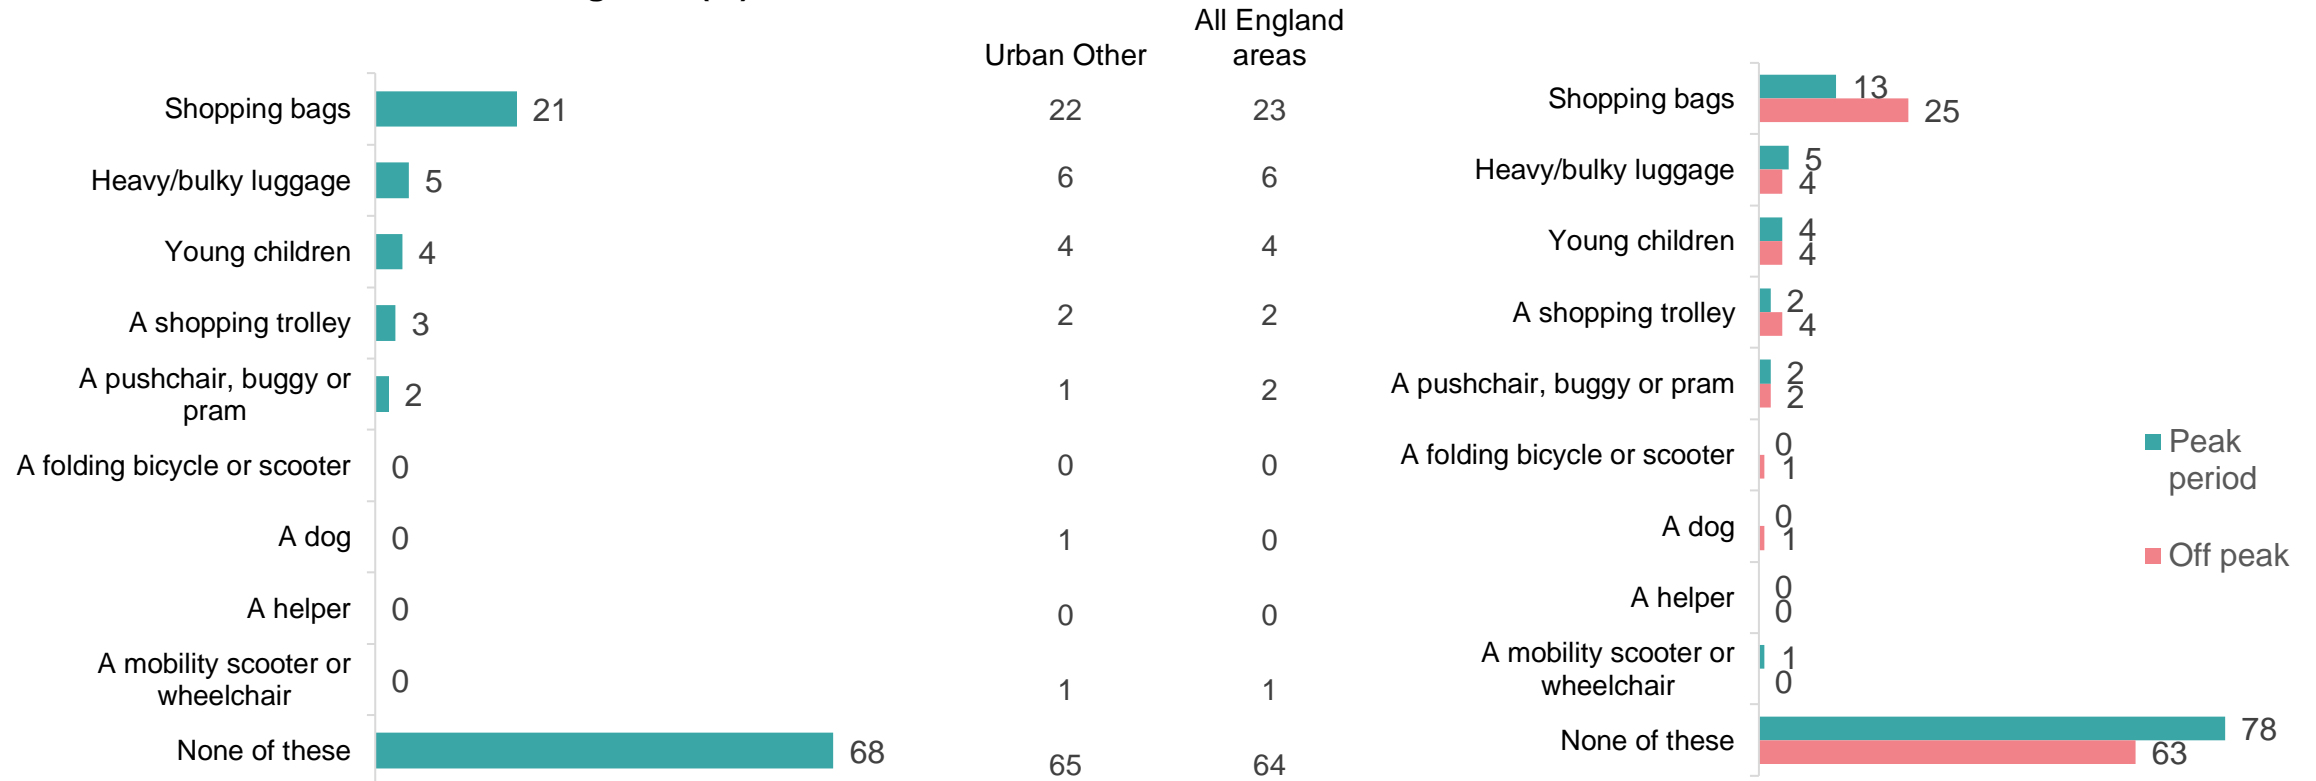 All England
Urban Other areas
Shopping bags 21 22 23
Heavy/bulky luggage 5 6 6
Young children 4 4 4
A shopping trolley 3 2 2
A pushchair, buggy or
pram 2 1 2
A folding bicycle or scooter 0 0 0
A dog 0 1 0
A helper 0 0 0
A mobility scooter or
wheelchair 0 1 1
None of these 68 65 64
Shopping bags 13
25
Heavy/bulky luggage 5
4
Young children 4
4
A shopping trolley 2
4
A pushchair, buggy or pram 2
2
A folding bicycle or scooter 0
1
A dog 0
1
A helper 0
0
A mobility scooter or
wheelchair 1
0
None of these 78
63
Peak
period
Off peak